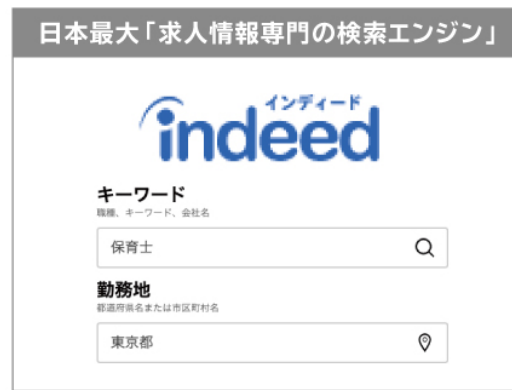 日本最大「求人情報専門の検索エンジン」
インディード
indeed
キーワード
職種、キーワード、会社名
保育士
勤務地
都道府県名または市区町村名
東京都